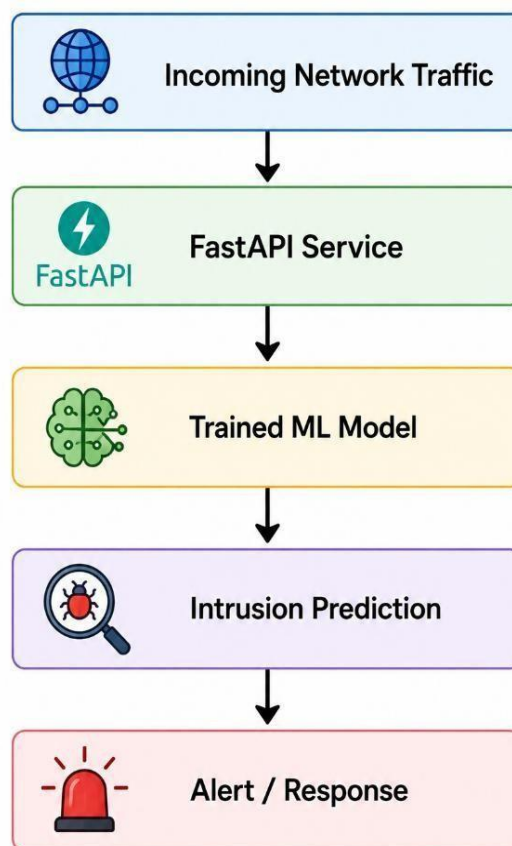 Incoming Network Traffic
FastAPI Service
FastAPI
Trained ML Model
Intrusion Prediction
Alert / Response